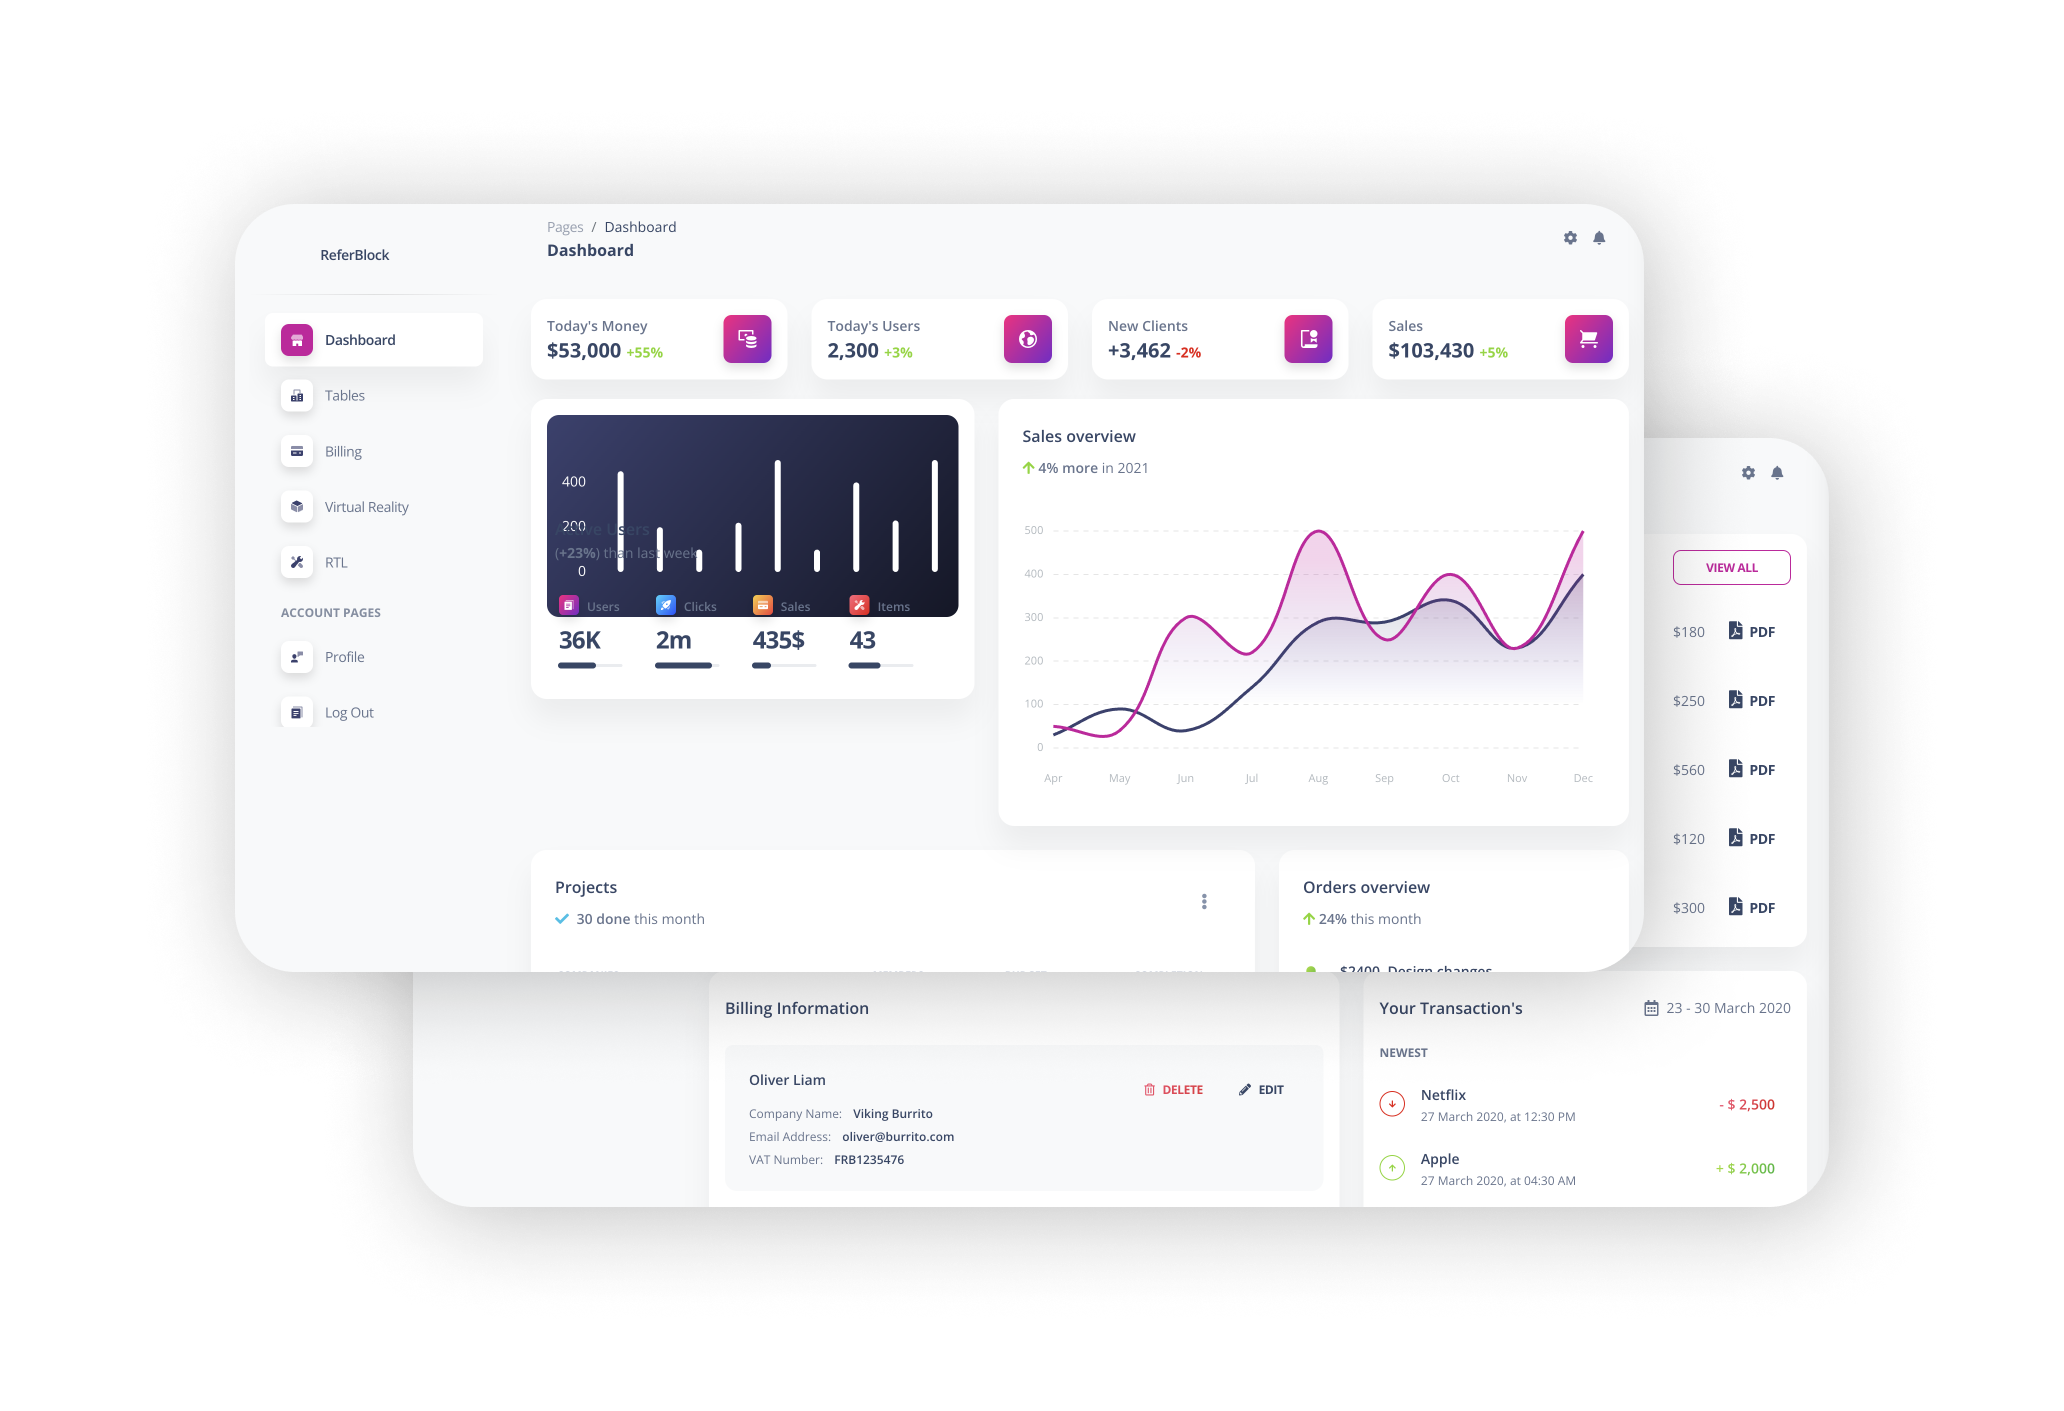 ReferBlock
Dashboard
Tables
Billing
Virtual Reality
RTL
ACCOUNT PAGES
Profile
Log Out
Pages / Dashboard
Dashboard
Today's Money
$53,000 +55%
Today's Users
2,300 +3%
New Clients
+3,462 -2%
Sales
$103,430 +5%
400
200
0
Active Users
(+23%) than last week
Users
Clicks
Sales
Items
36K
2m
435$
43
Sales overview
4% more in 2021
500
400
300
200
100
0
Apr May Jun Jul Aug Sep Oct Nov Dec
Projects
30 done this month
Orders overview
24% this month
$2400, Design changes
VIEW ALL
$180 PDF
$250 PDF
$560 PDF
$120 PDF
$300 PDF
Billing Information
Oliver Liam
DELETE
EDIT
Company Name: Viking Burrito
Email Address: oliver@burrito.com
VAT Number: FRB1235476
Your Transaction's
23 - 30 March 2020
NEWEST
Netflix
27 March 2020, at 12:30 PM
- $ 2,500
Apple
27 March 2020, at 04:30 AM
+ $ 2,000